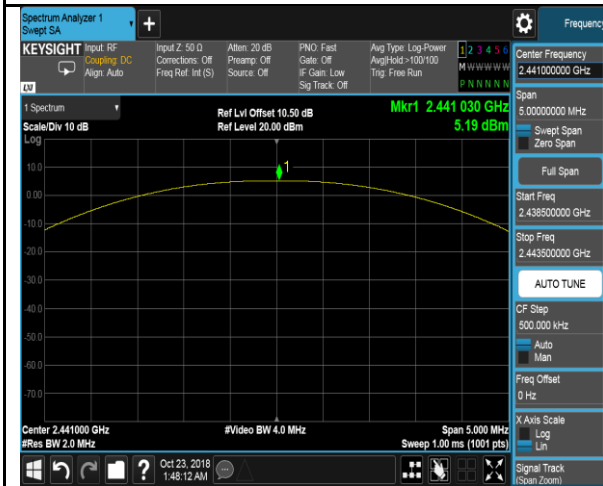 Spectrum Analyzer 1
Swept SA
+
Frequency
KEYSIGHT
Input: RF
Coupling: DC
Align: Auto
Input Z: 50 Ω
Corrections: Off
Freq Ref: Int (S)
Atten: 20 dB
Preamp: Off
Source: Off
PNO: Fast
Gate: Off
IF Gain: Low
Sig Track: Off
Avg Type: Log-Power
Avg|Hold:>100/100
Trig: Free Run
1 2 3 4 5 6
M W W W W W
P N N N N N
LXI
1 Spectrum
Scale/Div 10 dB
Log
Ref Lvl Offset 10.50 dB
Ref Level 20.00 dBm
Mkr1 2.441 030 GHz
5.19 dBm
1
10.0
0.00
-10.0
-20.0
-30.0
-40.0
-50.0
-60.0
-70.0
Center 2.441000 GHz
#Res BW 2.0 MHz
#Video BW 4.0 MHz
Span 5.000 MHz
Sweep 1.00 ms (1001 pts)
?
Oct 23, 2018
1:48:12 AM
Center Frequency
2.441000000 GHz
Span
5.00000000 MHz
Swept Span
Zero Span
Full Span
Start Freq
2.438500000 GHz
Stop Freq
2.443500000 GHz
AUTO TUNE
CF Step
500.000 kHz
Auto
Man
Freq Offset
0 Hz
X Axis Scale
Log
Lin
Signal Track
(Span Zoom)